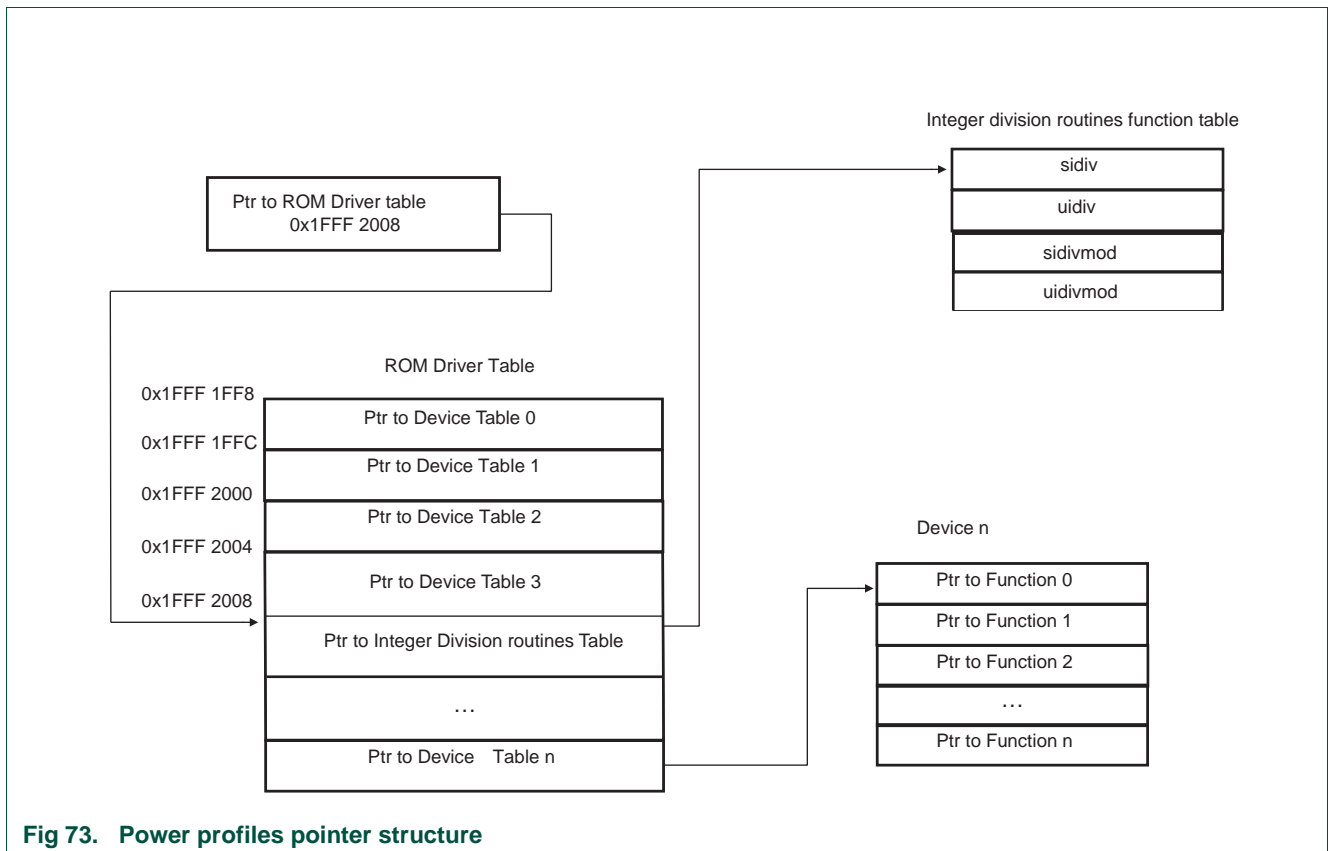 Integer division routines function table
sidiv
uidiv
sidivmod
uidivmod
Ptr to ROM Driver table
0x1FFF 2008
ROM Driver Table
0x1FFF 1FF8
Ptr to Device Table 0
0x1FFF 1FFC
Ptr to Device Table 1
0x1FFF 2000
Ptr to Device Table 2
0x1FFF 2004
Ptr to Device Table 3
0x1FFF 2008
Ptr to Integer Division routines Table
…
Ptr to Device Table n
Device n
Ptr to Function 0
Ptr to Function 1
Ptr to Function 2
…
Ptr to Function n
Fig 73. Power profiles pointer structure